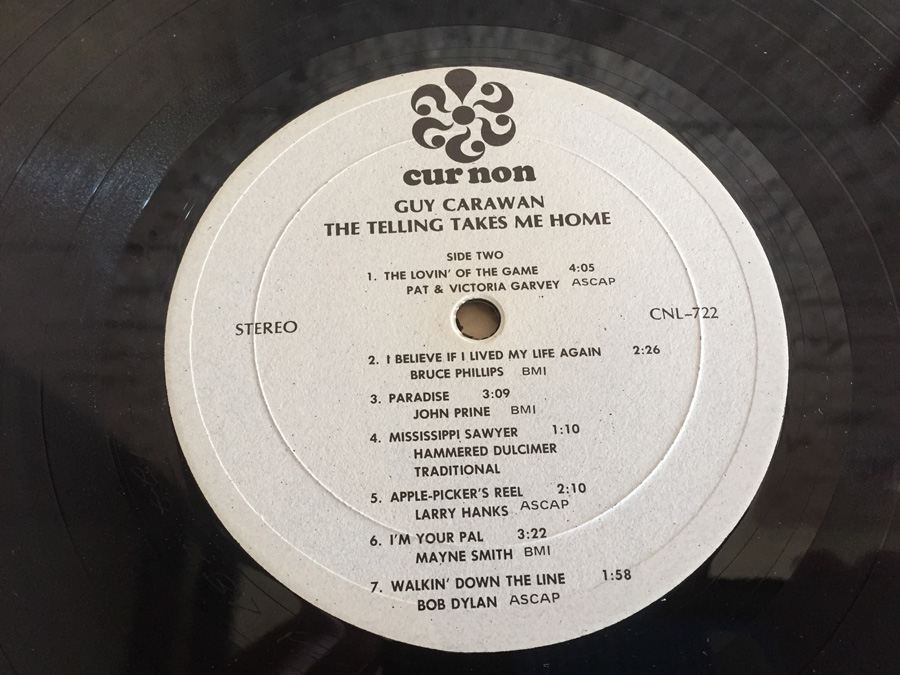 cur non
GUY CARAWAN
THE TELLING TAKES ME HOME
SIDE TWO
1. THE LOVIN' OF THE GAME 4:05
PAT & VICTORIA GARVEY ASCAP
STEREO CNL-722
2. I BELIEVE IF I LIVED MY LIFE AGAIN 2:26
BRUCE PHILLIPS BMI
3. PARADISE 3:09
JOHN PRINE BMI
4. MISSISSIPPI SAWYER 1:10
HAMMERED DULCIMER
TRADITIONAL
5. APPLE-PICKER'S REEL 2:10
LARRY HANKS ASCAP
6. I'M YOUR PAL 3:22
MAYNE SMITH BMI
7. WALKIN' DOWN THE LINE 1:58
BOB DYLAN ASCAP